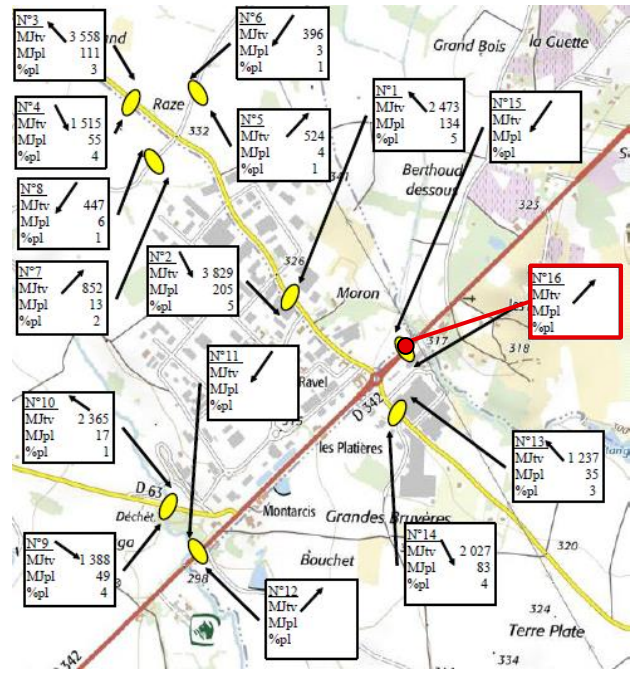 N°3
MJtv 3 558
MJpl 111
%pl 3
N°6
MJtv 396
MJpl 3
%pl 1
Grand Bois
la Guette
N°4
MJtv 1 515
MJpl 55
%pl 4
Raze
332
N°5
MJtv 524
MJpl 4
%pl 1
N°1
MJtv 2 473
MJpl 134
%pl 5
N°15
MJtv
MJpl
%pl
Berthoud
dessous
323
N°8
MJtv 447
MJpl 6
%pl 1
N°7
MJtv 852
MJpl 13
%pl 2
N°2
MJtv 3 829
MJpl 205
%pl 5
326
Moron
N°16
MJtv
MJpl
%pl
317
318
N°11
MJtv
MJpl
%pl
Ravel
D 342
les Platières
N°10
MJtv 2 365
MJpl 17
%pl 1
N°13
MJtv 1 237
MJpl 35
%pl 3
D 63
Déchèt.
Montarcis
Grandes Bruyères
N°9
MJtv 1 388
MJpl 49
%pl 4
298
Bouchet
N°14
MJtv 2 027
MJpl 83
%pl 4
320
N°12
MJtv
MJpl
%pl
324
Terre Plate
334
342